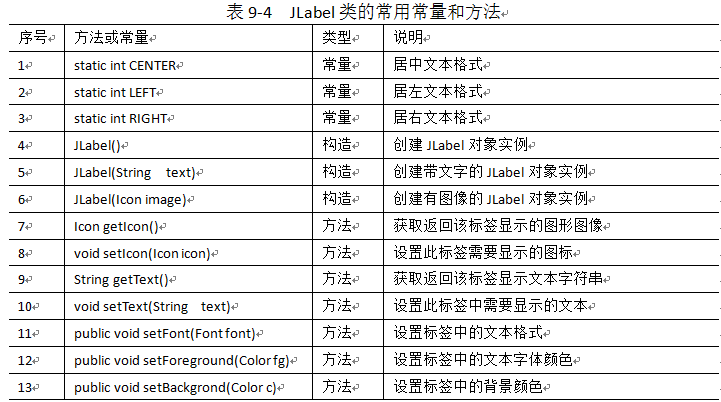 表 9-4 JLabel 类的常用常量和方法
序号 方法或常量 类型 说明
1 static int CENTER 常量 居中文本格式
2 static int LEFT 常量 居左文本格式
3 static int RIGHT 常量 居右文本格式
4 JLabel() 构造 创建 JLabel 对象实例
5 JLabel(String text) 构造 创建带文字的 JLabel 对象实例
6 JLabel(Icon image) 构造 创建有图像的 JLabel 对象实例
7 Icon getIcon() 方法 获取返回该标签显示的图形图像
8 void setIcon(Icon icon) 方法 设置此标签需要显示的图标
9 String getText() 方法 获取返回该标签显示文本字符串
10 void setText(String text) 方法 设置此标签中需要显示的文本
11 public void setFont(Font font) 方法 设置标签中的文本格式
12 public void setForeground(Color fg) 方法 设置标签中的文本字体颜色
13 public void setBackgrond(Color c) 方法 设置标签中的背景颜色